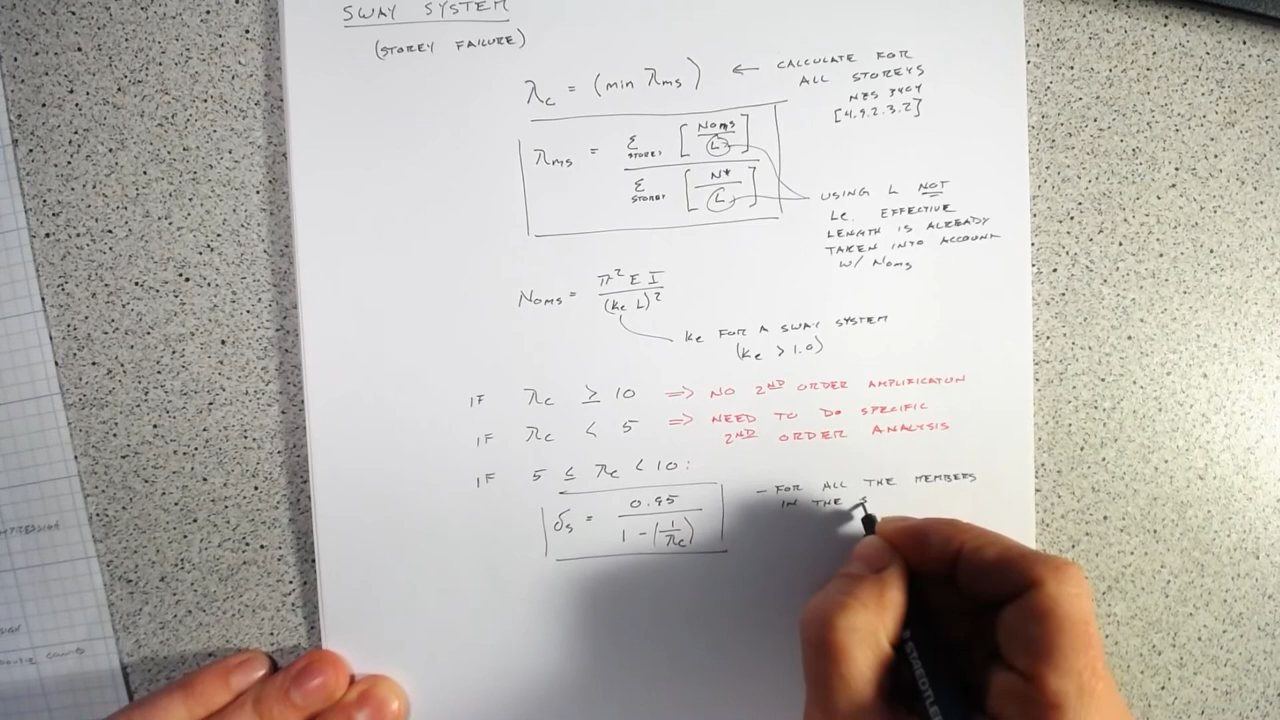 SWAY SYSTEM
(STOREY FAILURE)
λc = (min λms) ← CALCULATE FOR
ALL STOREYS
NZS 3404
[4.9.2.3.2]
λms = Σ STOREY [Noms / L] / Σ STOREY [N* / L]
USING L NOT
Le. EFFECTIVE
LENGTH IS ALREADY
TAKEN INTO ACCOUNT
W/ Noms
Noms = π² E I / (ke L)²
ke FOR A SWAY SYSTEM
(ke > 1.0)
IF λc ≥ 10 ⇒ NO 2ND ORDER AMPLIFICATON
IF λc < 5 ⇒ NEED TO DO SPECIFIC
2ND ORDER ANALYSIS
IF 5 ≤ λc < 10:
δs = 0.95 / 1 - (1/λc)
- FOR ALL THE MEMBERS
IN THE S
STAEDTLER